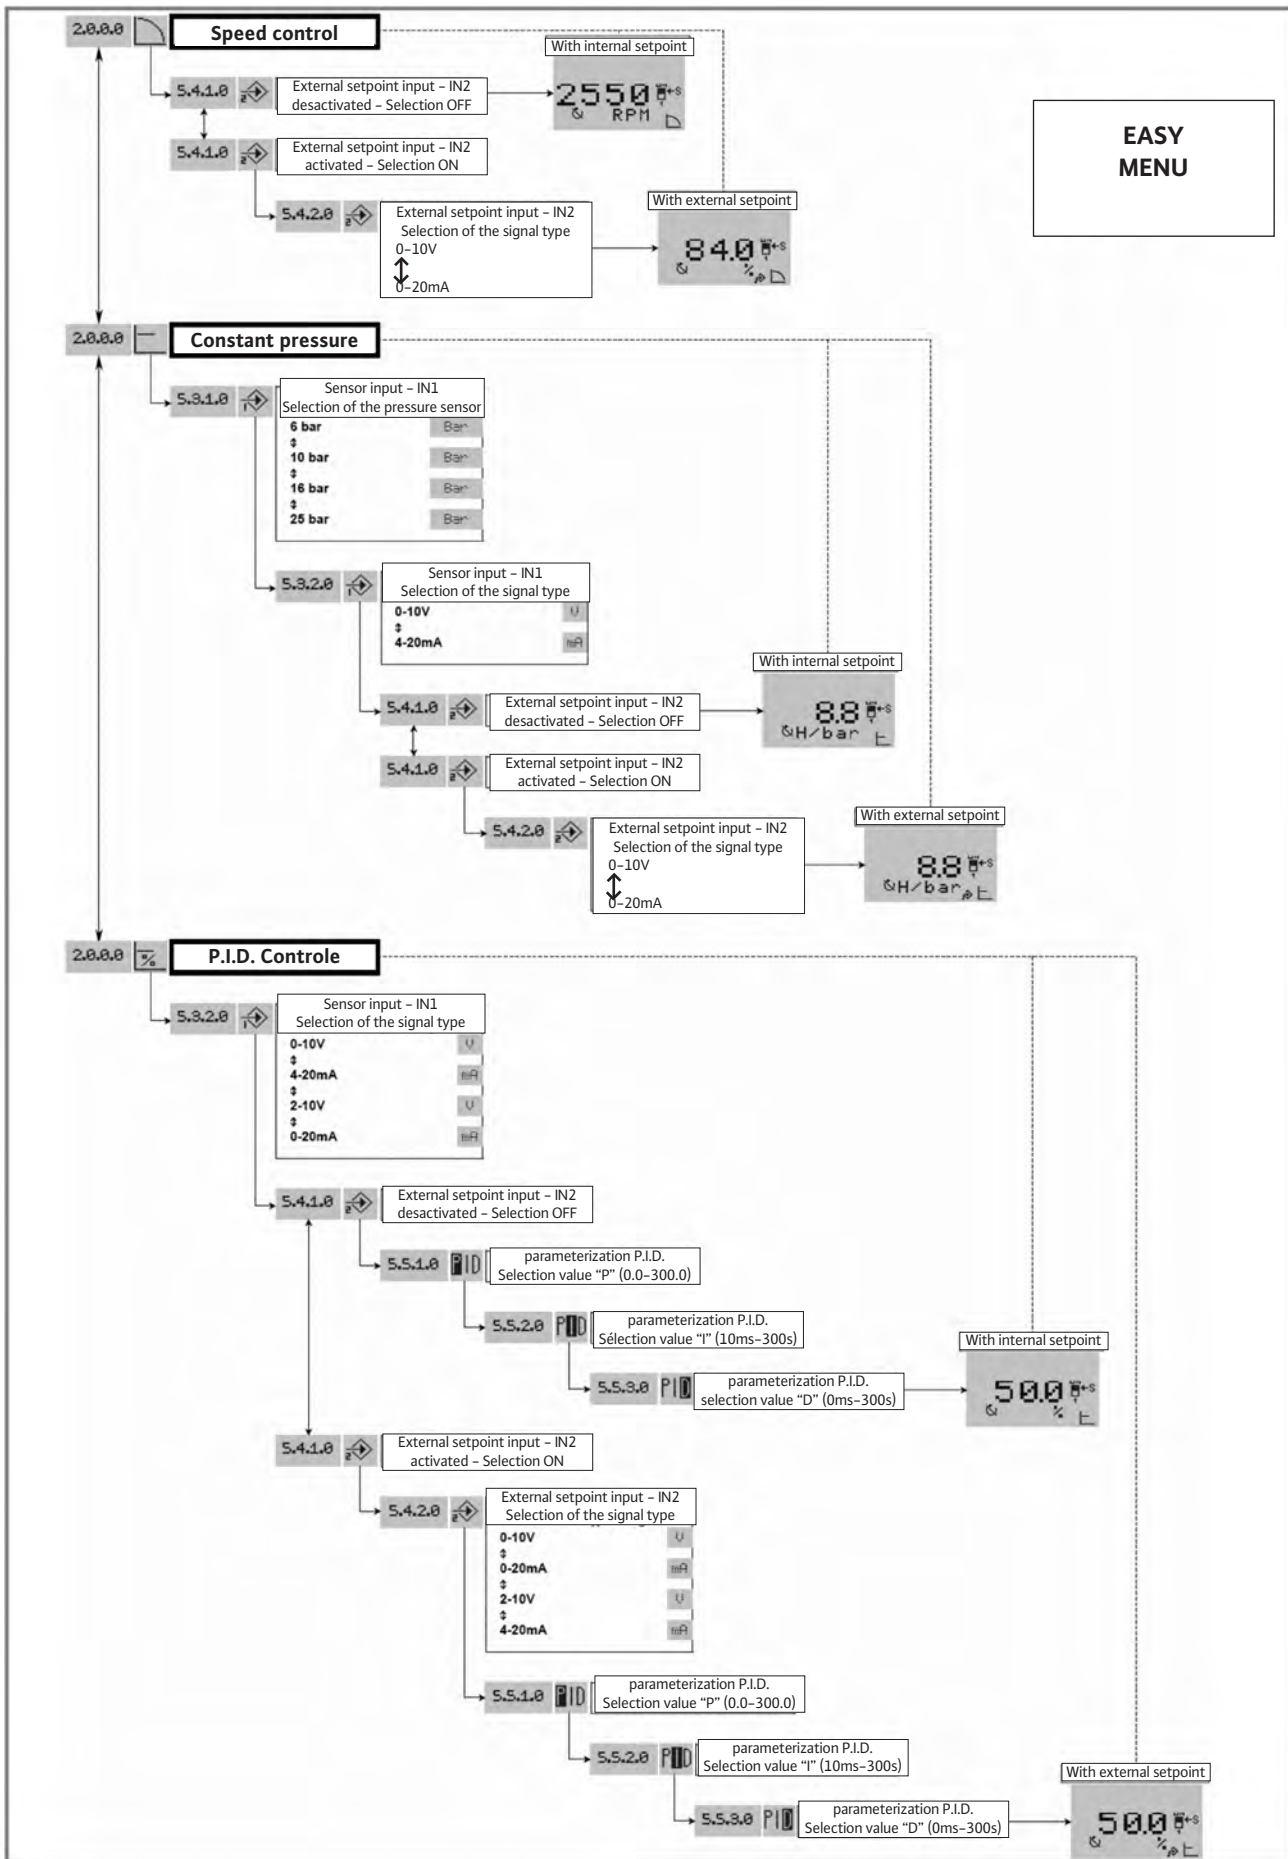 2.0.0.0 Speed control
With internal setpoint
5.4.1.0 2 External setpoint input – IN2
desactivated – Selection OFF
2550 ←S
RPM
EASY
MENU
5.4.1.0 2 External setpoint input – IN2
activated – Selection ON
With external setpoint
5.4.2.0 2 External setpoint input – IN2
Selection of the signal type
0–10V
0–20mA
84.0 ←S
%
2.0.0.0 Constant pressure
5.3.1.0 1 Sensor input – IN1
Selection of the pressure sensor
6 bar Bar
10 bar Bar
16 bar Bar
25 bar Bar
5.3.2.0 1 Sensor input – IN1
Selection of the signal type
0-10V V
4-20mA mA
With internal setpoint
5.4.1.0 2 External setpoint input – IN2
desactivated – Selection OFF
8.8 ←S
H/bar
5.4.1.0 2 External setpoint input – IN2
activated – Selection ON
With external setpoint
5.4.2.0 2 External setpoint input – IN2
Selection of the signal type
0–10V
0–20mA
8.8 ←S
H/bar
2.0.0.0 % P.I.D. Controle
5.3.2.0 1 Sensor input – IN1
Selection of the signal type
0-10V V
4-20mA mA
2-10V V
0-20mA mA
5.4.1.0 2 External setpoint input – IN2
desactivated – Selection OFF
5.5.1.0 PID parameterization P.I.D.
Selection value “P” (0.0–300.0)
5.5.2.0 PID parameterization P.I.D.
Sélection value “I” (10ms–300s)
With internal setpoint
5.5.3.0 PID parameterization P.I.D.
selection value “D” (0ms–300s)
50.0 ←S
%
5.4.1.0 2 External setpoint input – IN2
activated – Selection ON
5.4.2.0 2 External setpoint input – IN2
Selection of the signal type
0-10V V
0-20mA mA
2-10V V
4-20mA mA
5.5.1.0 PID parameterization P.I.D.
Selection value “P” (0.0–300.0)
5.5.2.0 PID parameterization P.I.D.
Selection value “I” (10ms–300s)
With external setpoint
5.5.3.0 PID parameterization P.I.D.
Selection value “D” (0ms–300s)
50.0 ←S
%